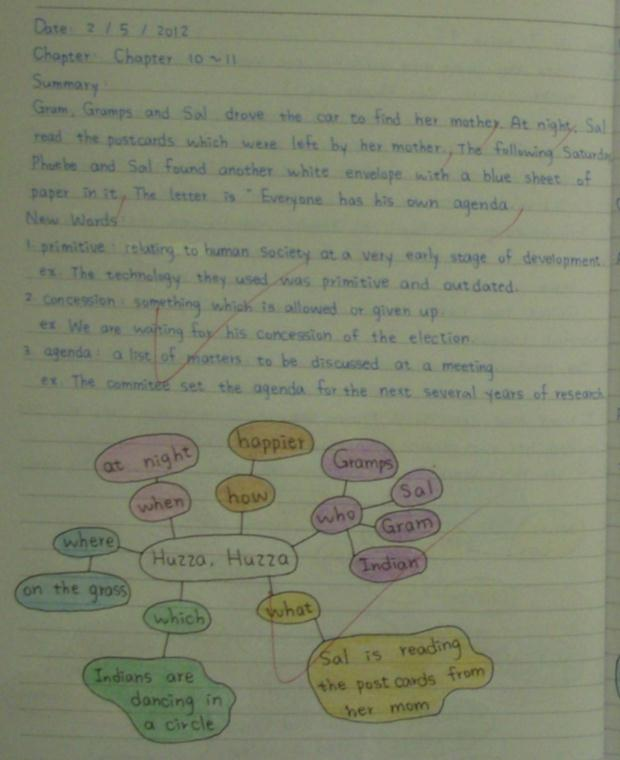 Date: 2 / 5 / 2012
Chapter: Chapter 10 ~ 11
Summary:
Gram, Gramps and Sal drove the car to find her mother. At night, Sal
read the postcards which were left by her mother. The following Saturday
Phoebe and Sal found another white envelope with a blue sheet of
paper in it. The letter is " Everyone has his own agenda.
New Words
1. primitive : relating to human society at a very early stage of development.
ex. The technology they used was primitive and outdated.
2. concession : something which is allowed or given up.
ex. We are waiting for his concession of the election.
3. agenda : a list of matters to be discussed at a meeting
ex. The commitee set the agenda for the next several years of research
at night
when
happier
how
Gramps
Sal
who
Gram
Indian
where
on the grass
Huzza, Huzza
which
Indians are
dancing in
a circle
what
Sal is reading
the post cards from
her mom